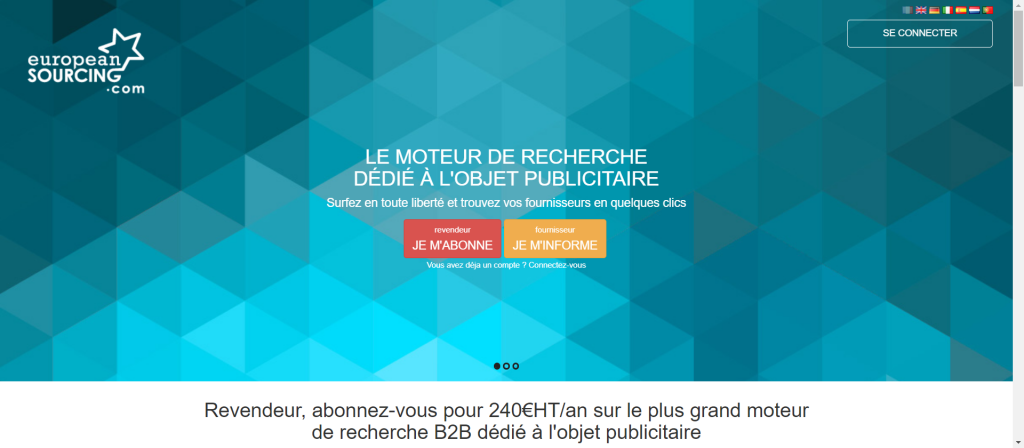 european
SOURCING
.com
SE CONNECTER
LE MOTEUR DE RECHERCHE
DÉDIÉ À L'OBJET PUBLICITAIRE
Surfez en toute liberté et trouvez vos fournisseurs en quelques clics
revendeur
JE M'ABONNE
fournisseur
JE M'INFORME
Vous avez déja un compte ? Connectez-vous
Revendeur, abonnez-vous pour 240€HT/an sur le plus grand moteur
de recherche B2B dédié à l'objet publicitaire